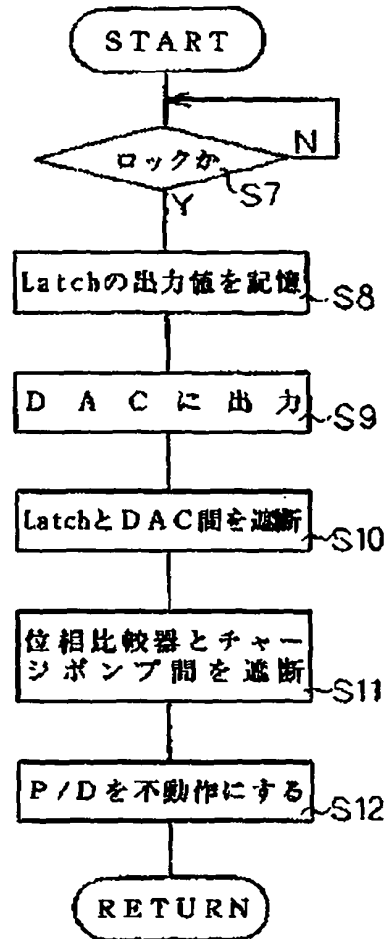 START
N
ロックか
S7
Y
Latchの出力値を記憶
S8
DACに出力
S9
LatchとDAC間を遮断
S10
位相比較器とチャー
ジポンプ間を遮断
S11
P/Dを不動作にする
S12
RETURN